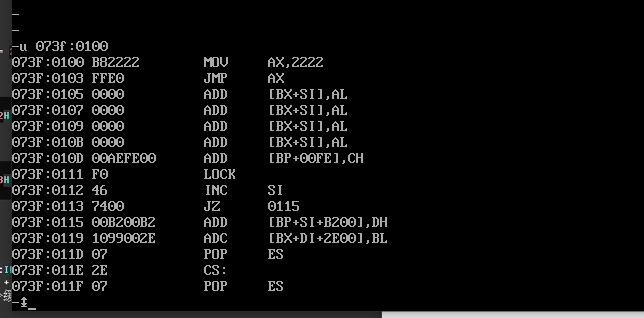 -
-
-u 073f:0100
073F:0100 B82222 MOV AX,2222
073F:0103 FFE0 JMP AX
073F:0105 0000 ADD [BX+SI],AL
073F:0107 0000 ADD [BX+SI],AL
073F:0109 0000 ADD [BX+SI],AL
073F:010B 0000 ADD [BX+SI],AL
073F:010D 00AEFE00 ADD [BP+00FE],CH
073F:0111 F0 LOCK
073F:0112 46 INC SI
073F:0113 7400 JZ 0115
073F:0115 00B200B2 ADD [BP+SI+B200],DH
073F:0119 1099002E ADC [BX+DI+2E00],BL
073F:011D 07 POP ES
073F:011E 2E CS:
073F:011F 07 POP ES
-↨_